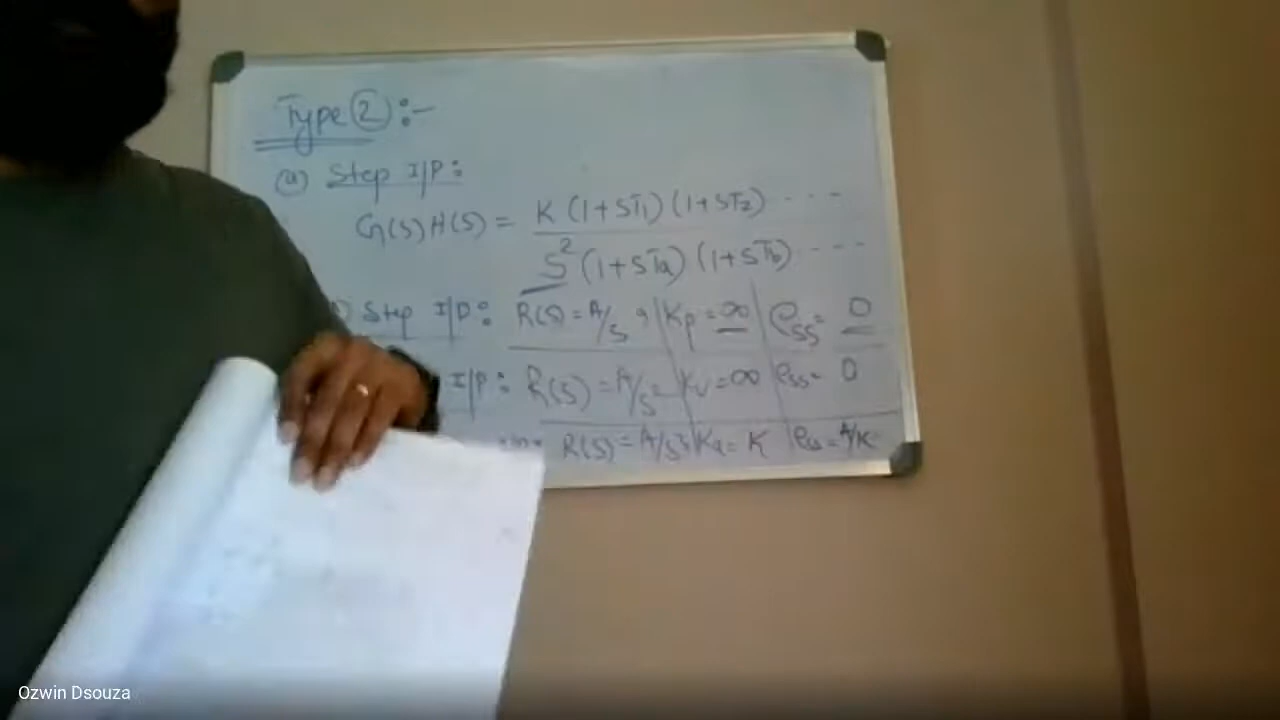 Type ② :-
(a) Step I/P:
G(S)H(S) = K (1+ST₁) (1+ST₂) ---- / S² (1+STa) (1+STb) ----
) Step I/P: R(S) = A/S, Kp = ∞ ess = 0
I/P: R(S) = A/S² Kv = ∞ ess = 0
R(S) = A/S³ Ka = K ess = A/K
Ozwin Dsouza